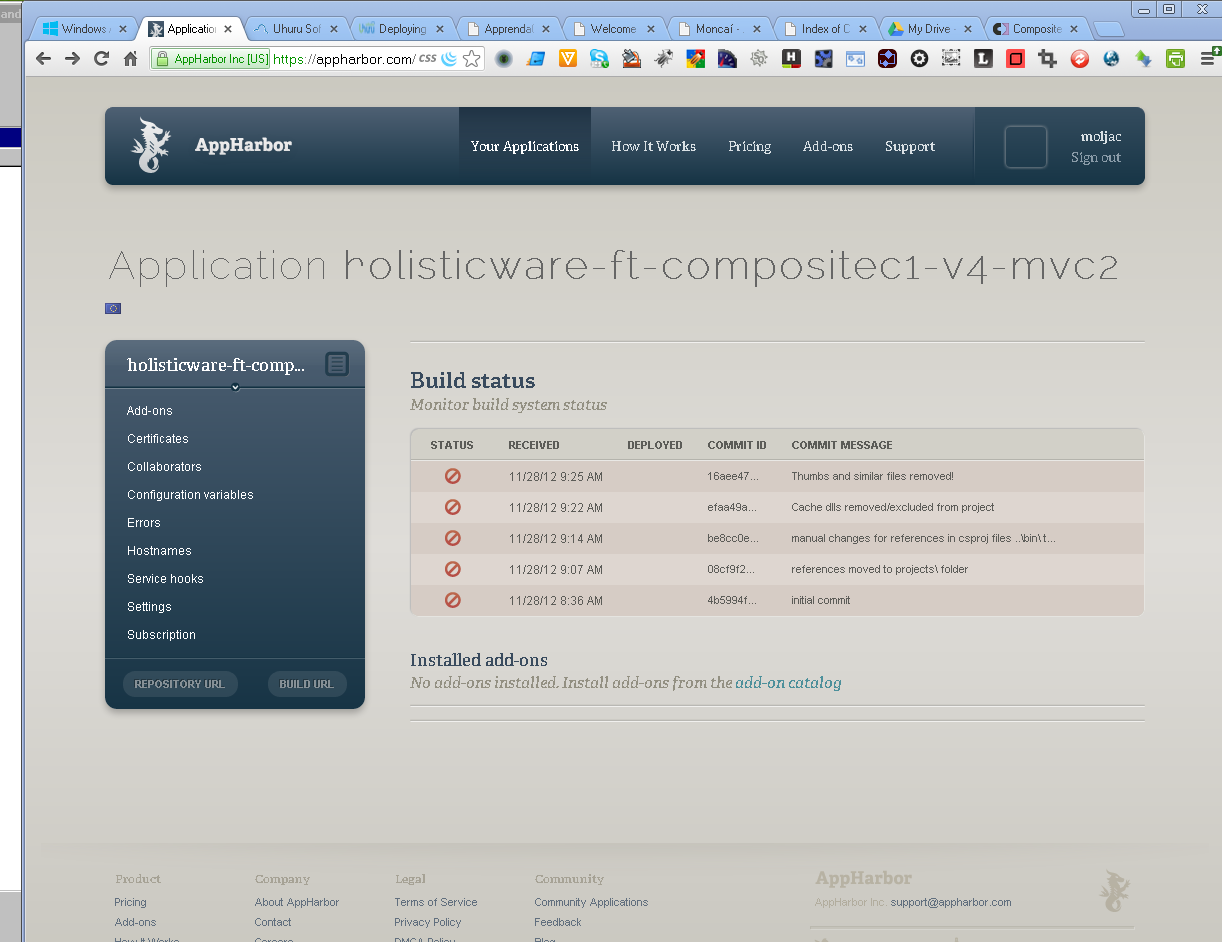 and
Windows A
Application
Uhuru Sof
Deploying
Apprendal
Welcome
Moncaí -
Index of C
My Drive -
Composite
AppHarbor Inc [US] https://appharbor.com/ CSS
AppHarbor
Your Applications
How It Works
Pricing
Add-ons
Support
moljac
Sign out
Application holisticware-ft-compositec1-v4-mvc2
holisticware-ft-comp...
Add-ons
Certificates
Collaborators
Configuration variables
Errors
Hostnames
Service hooks
Settings
Subscription
REPOSITORY URL BUILD URL
Build status
Monitor build system status
STATUS RECEIVED DEPLOYED COMMIT ID COMMIT MESSAGE
11/28/12 9:25 AM 16aee47... Thumbs and similar files removed!
11/28/12 9:22 AM efaa49a... Cache dlls removed/excluded from project
11/28/12 9:14 AM be8cc0e... manual changes for references in csproj files ..\bin\ t...
11/28/12 9:07 AM 08cf9f2... references moved to projects\ folder
11/28/12 8:36 AM 4b5994f... initial commit
Installed add-ons
No add-ons installed. Install add-ons from the add-on catalog
Product
Pricing
Add-ons
How It Works
Company
About AppHarbor
Contact
Careers
Legal
Terms of Service
Privacy Policy
DMCA Policy
Community
Community Applications
Feedback
Blog
AppHarbor
AppHarbor Inc. support@appharbor.com